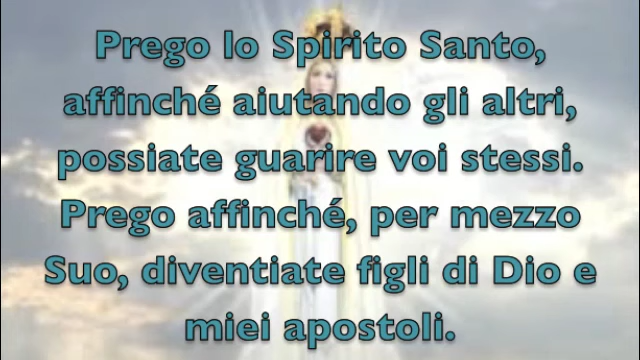 Prego lo Spirito Santo,
affinché aiutando gli altri,
possiate guarire voi stessi.
Prego affinché, per mezzo
Suo, diventiate figli di Dio e
miei apostoli.